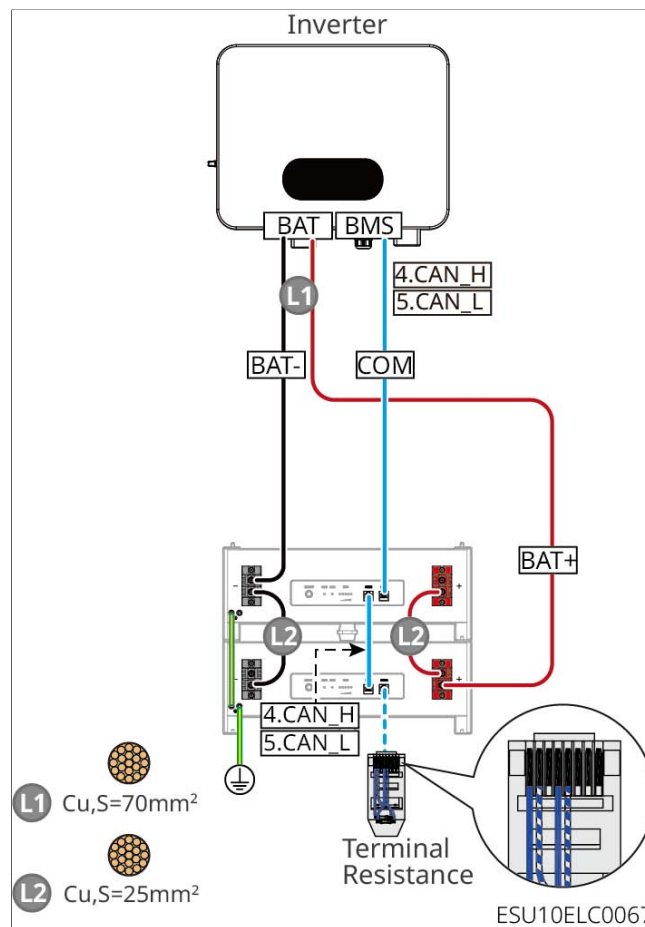 Inverter
BAT
BMS
4.CAN_H
5.CAN_L
L1
BAT-
COM
BAT+
-
+
L2
L2
-
+
4.CAN_H
5.CAN_L
L1 Cu,S=70mm²
L2 Cu,S=25mm²
Terminal
Resistance
ESU10ELC0067